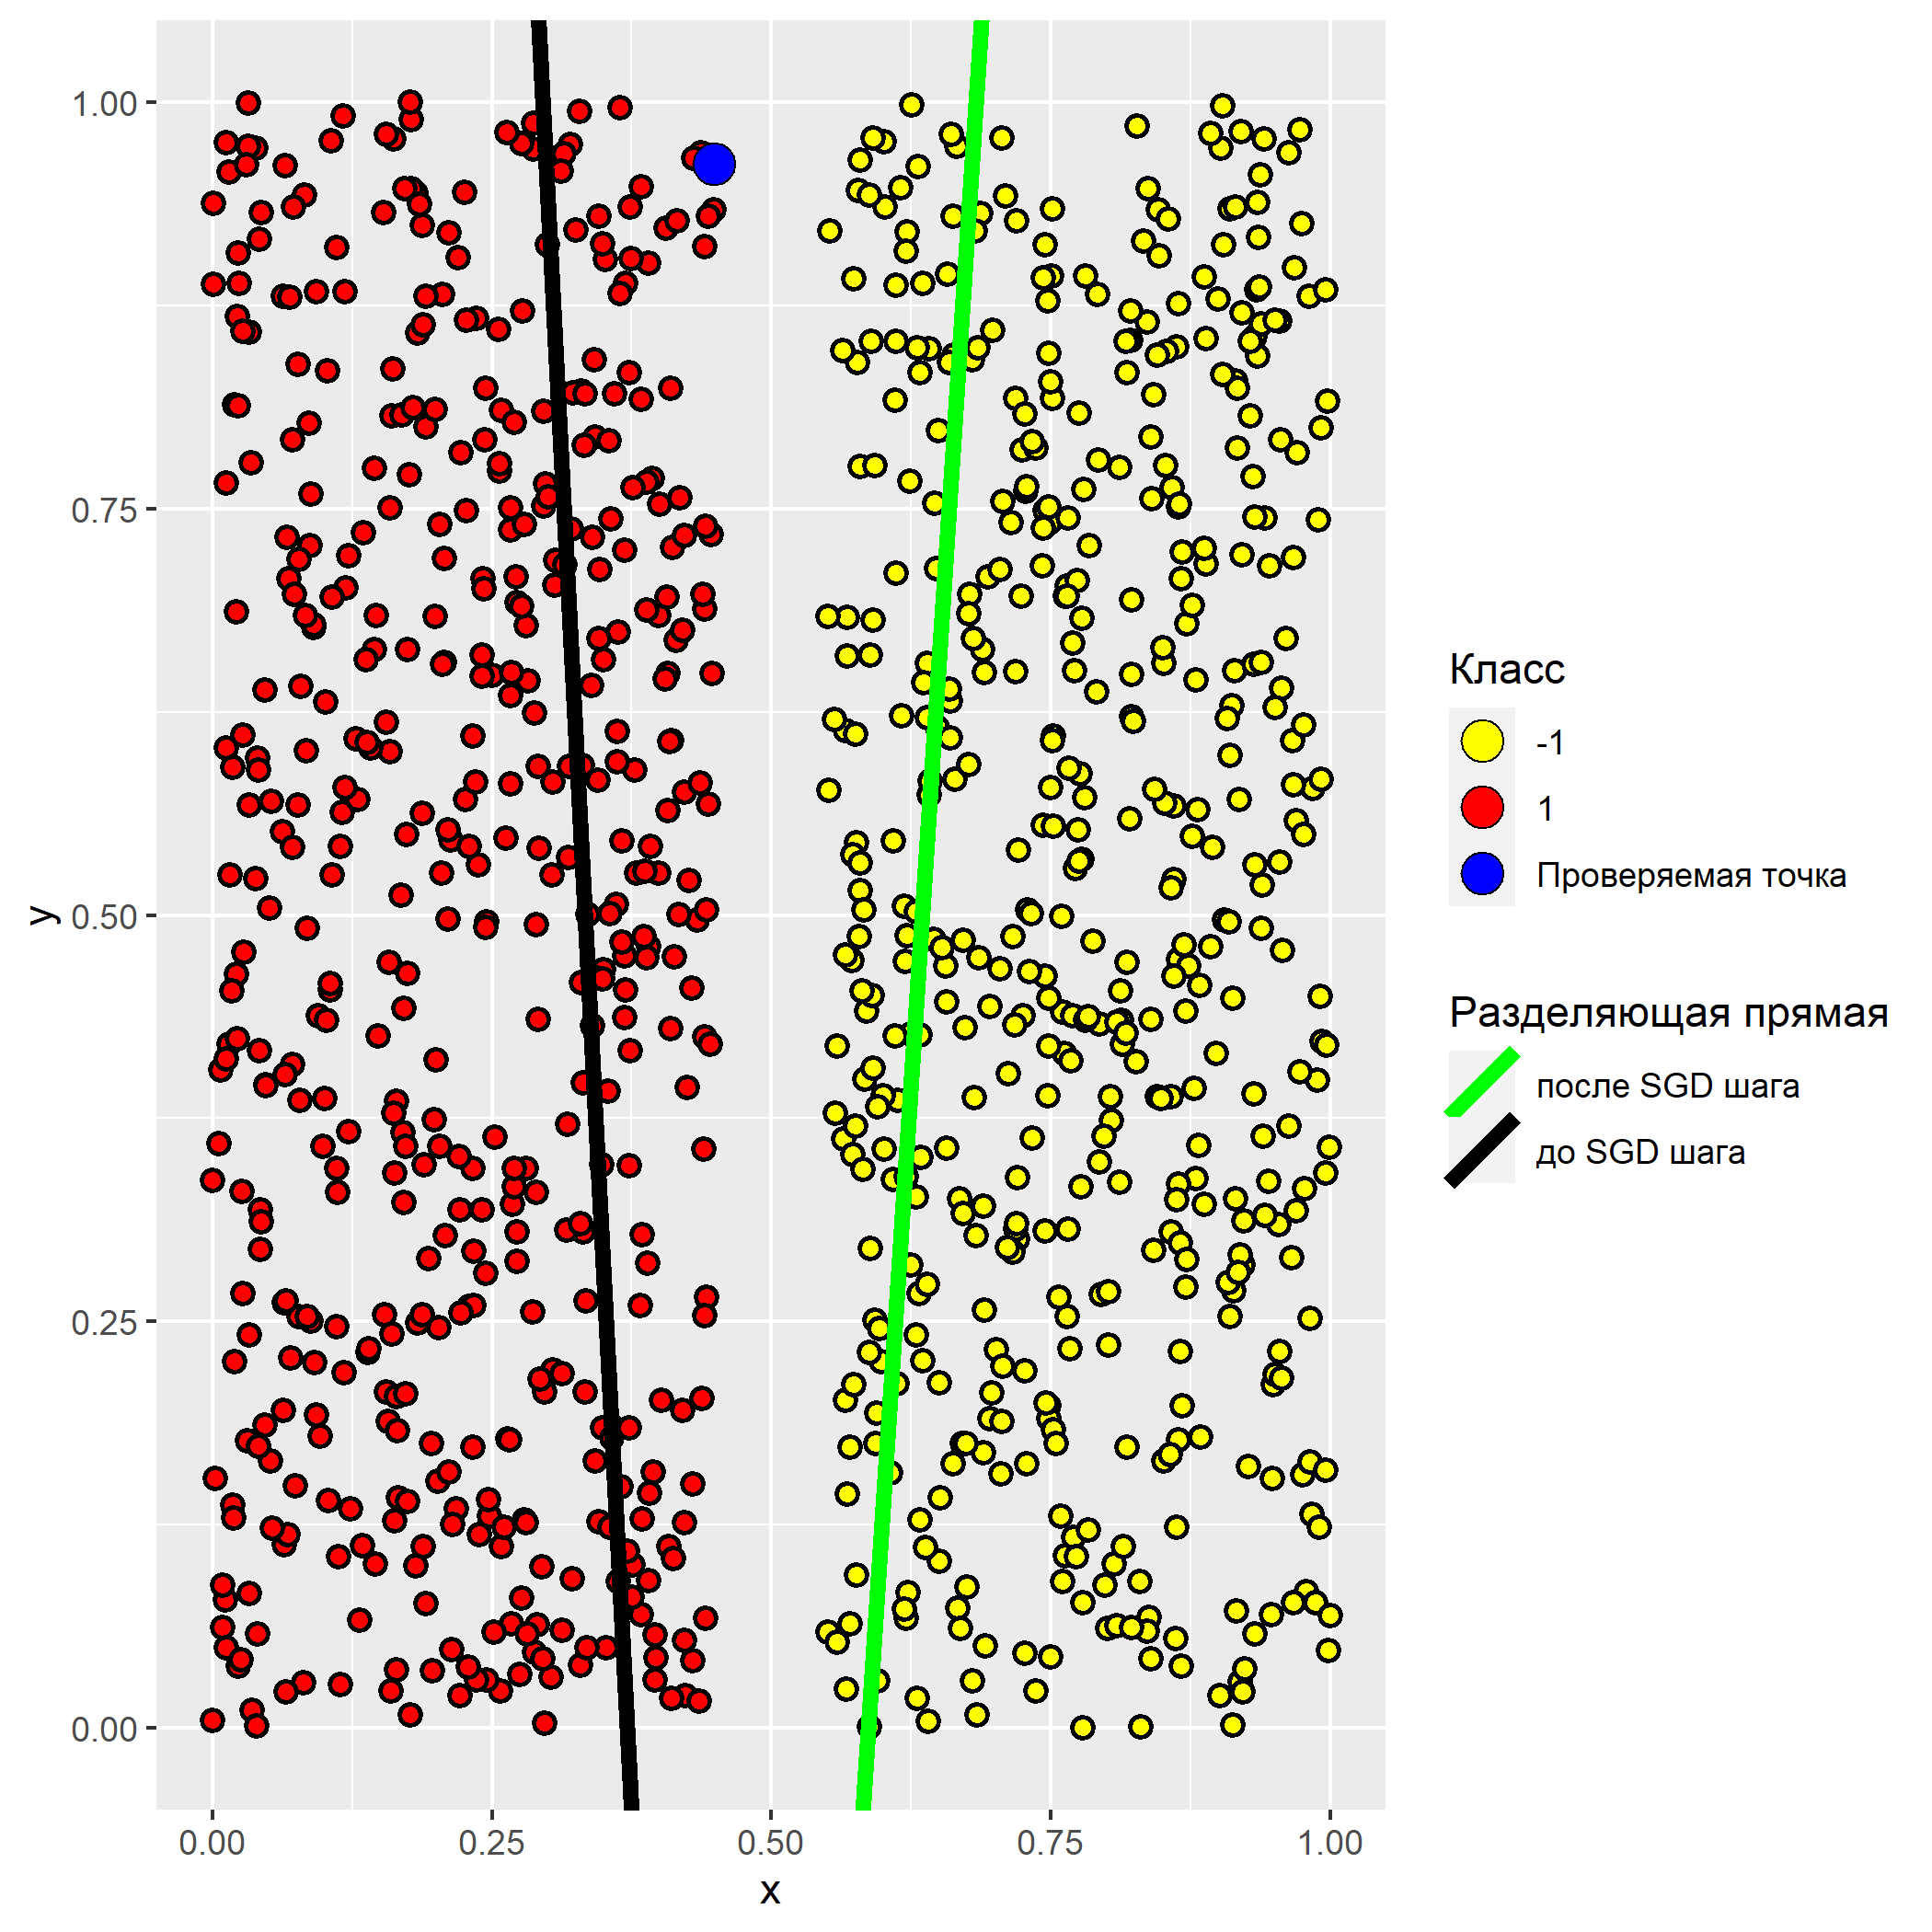 1.00
0.75
0.50
0.25
0.00
y
0.00 0.25 0.50 0.75 1.00
x
Класс
-1
1
Проверяемая точка
Разделяющая прямая
после SGD шага
до SGD шага